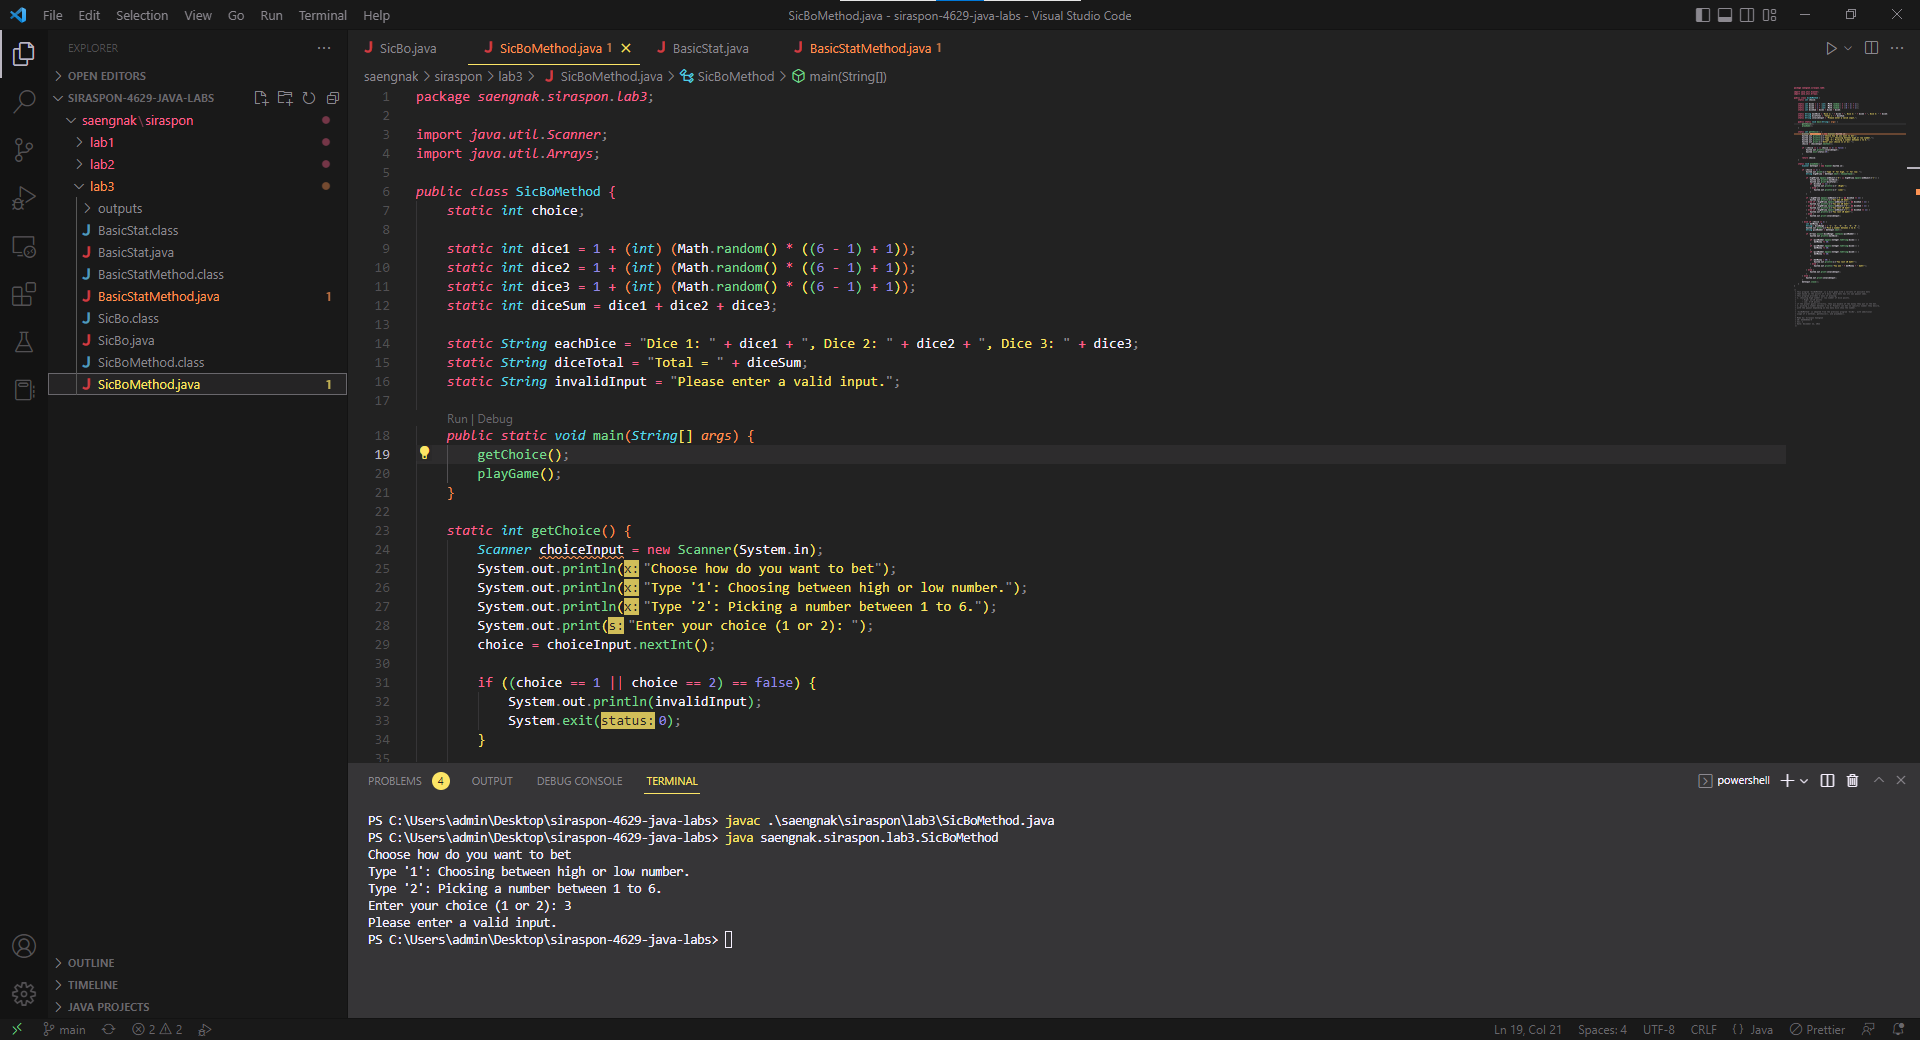 File Edit Selection View Go Run Terminal Help
SicBoMethod.java - siraspon-4629-java-labs - Visual Studio Code
EXPLORER
OPEN EDITORS
SIRASPON-4629-JAVA-LABS
saengnak\siraspon
lab1
lab2
lab3
outputs
BasicStat.class
BasicStat.java
BasicStatMethod.class
BasicStatMethod.java 1
SicBo.class
SicBo.java
SicBoMethod.class
SicBoMethod.java 1
OUTLINE
TIMELINE
JAVA PROJECTS
SicBo.java SicBoMethod.java 1 BasicStat.java BasicStatMethod.java 1
saengnak > siraspon > lab3 > SicBoMethod.java > SicBoMethod > main(String[])
1 package saengnak.siraspon.lab3;
2
3 import java.util.Scanner;
4 import java.util.Arrays;
5
6 public class SicBoMethod {
7 static int choice;
8
9 static int dice1 = 1 + (int) (Math.random() * ((6 - 1) + 1));
10 static int dice2 = 1 + (int) (Math.random() * ((6 - 1) + 1));
11 static int dice3 = 1 + (int) (Math.random() * ((6 - 1) + 1));
12 static int diceSum = dice1 + dice2 + dice3;
13
14 static String eachDice = "Dice 1: " + dice1 + ", Dice 2: " + dice2 + ", Dice 3: " + dice3;
15 static String diceTotal = "Total = " + diceSum;
16 static String invalidInput = "Please enter a valid input.";
17
Run | Debug
18 public static void main(String[] args) {
19 getChoice();
20 playGame();
21 }
22
23 static int getChoice() {
24 Scanner choiceInput = new Scanner(System.in);
25 System.out.println(x: "Choose how do you want to bet");
26 System.out.println(x: "Type '1': Choosing between high or low number.");
27 System.out.println(x: "Type '2': Picking a number between 1 to 6.");
28 System.out.print(s: "Enter your choice (1 or 2): ");
29 choice = choiceInput.nextInt();
30
31 if ((choice == 1 || choice == 2) == false) {
32 System.out.println(invalidInput);
33 System.exit(status: 0);
34 }
35
PROBLEMS 4 OUTPUT DEBUG CONSOLE TERMINAL
powershell
PS C:\Users\admin\Desktop\siraspon-4629-java-labs> javac .\saengnak\siraspon\lab3\SicBoMethod.java
PS C:\Users\admin\Desktop\siraspon-4629-java-labs> java saengnak.siraspon.lab3.SicBoMethod
Choose how do you want to bet
Type '1': Choosing between high or low number.
Type '2': Picking a number between 1 to 6.
Enter your choice (1 or 2): 3
Please enter a valid input.
PS C:\Users\admin\Desktop\siraspon-4629-java-labs>
main 2 2
Ln 19, Col 21 Spaces: 4 UTF-8 CRLF {} Java Prettier